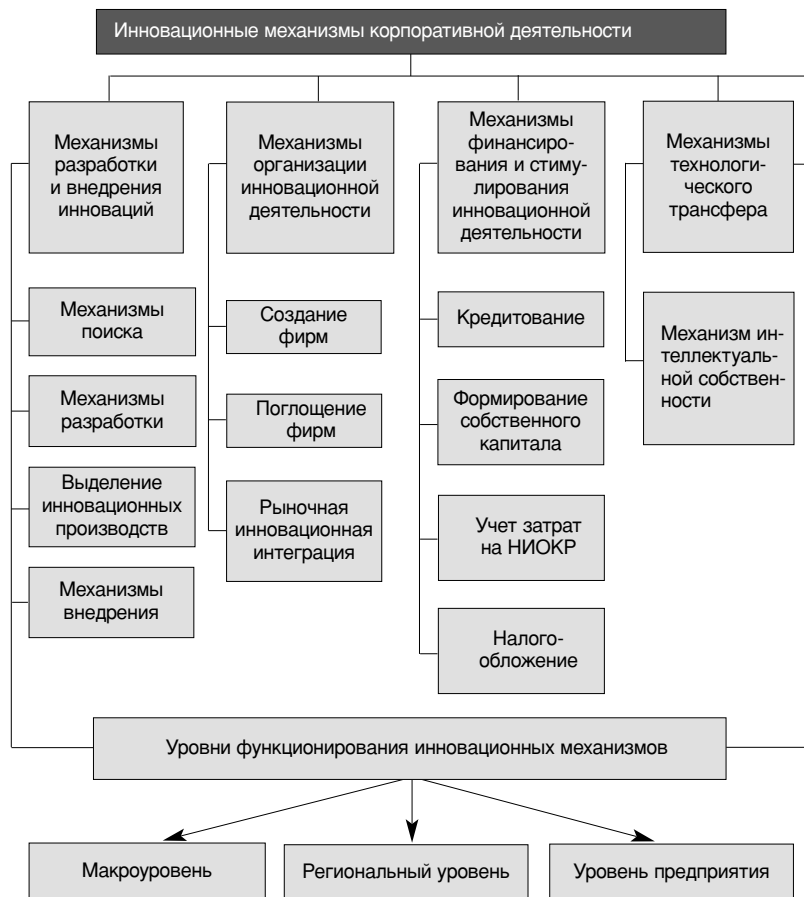 Инновационные механизмы корпоративной деятельности
Механизмы
разработки
и внедрения
инноваций
Механизмы
организации
инновационной
деятельности
Механизмы
финансиро-
вания и стиму-
лирования
инновационной
деятельности
Механизмы
технологи-
ческого
трансфера
Механизмы
поиска
Механизмы
разработки
Выделение
инновационных
производств
Механизмы
внедрения
Создание
фирм
Поглощение
фирм
Рыночная
инновационная
интеграция
Кредитование
Формирование
собственного
капитала
Учет затрат
на НИОКР
Налого-
обложение
Механизм ин-
теллектуаль-
ной собствен-
ности
Уровни функционирования инновационных механизмов
Макроуровень
Региональный уровень
Уровень предприятия